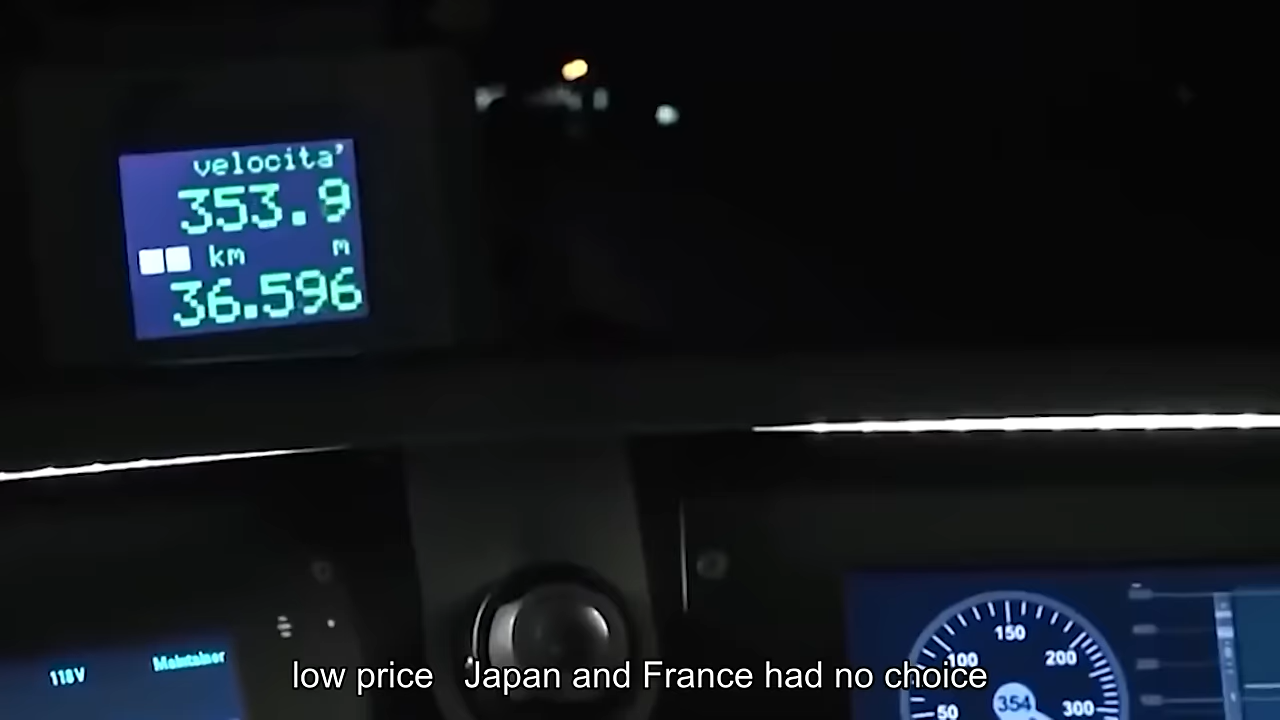 velocita'
353.9
km m
36.596
118V Maintainer
150
100 200
50 354 300
low price Japan and France had no choice